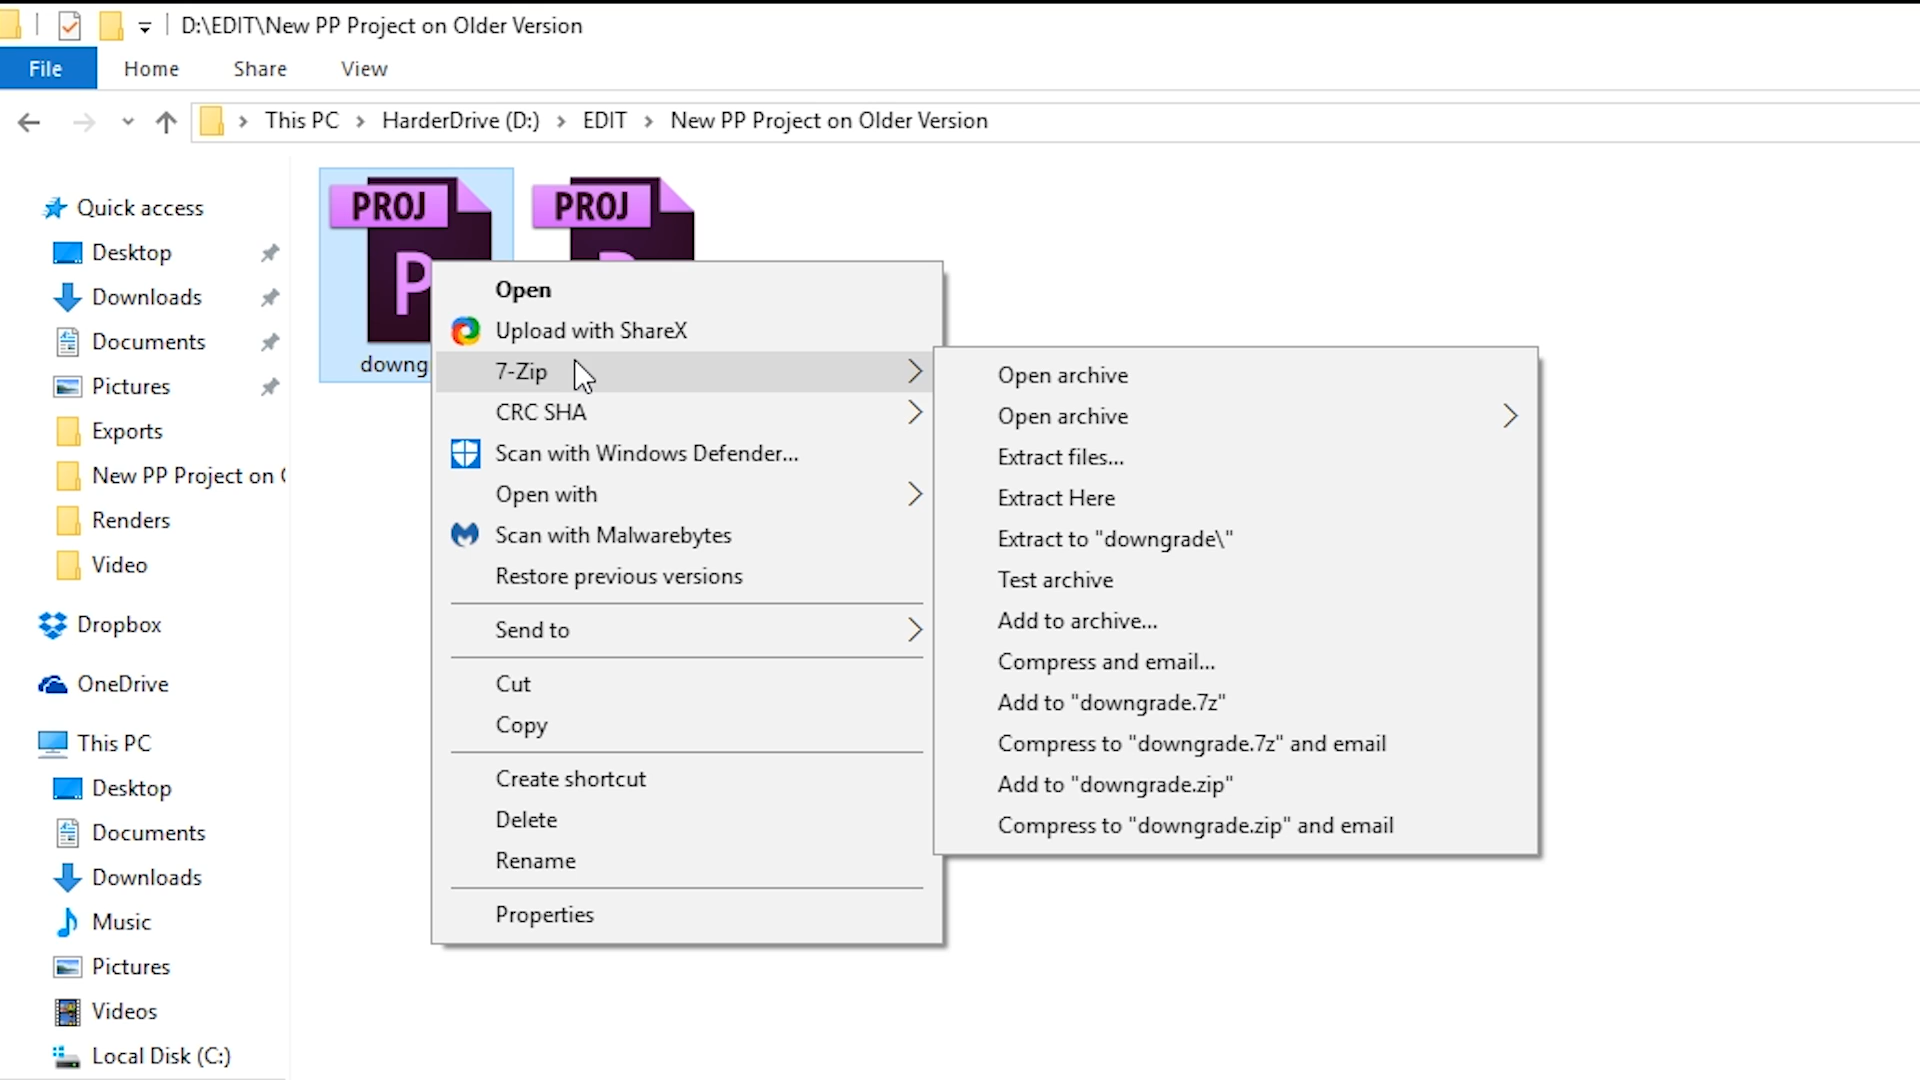 D:\EDIT\New PP Project on Older Version
File Home Share View
This PC HarderDrive (D:) EDIT New PP Project on Older Version
Quick access
Desktop
Downloads
Documents
Pictures
Exports
New PP Project on
Renders
Video
Dropbox
OneDrive
This PC
Desktop
Documents
Downloads
Music
Pictures
Videos
Local Disk (C:)
PROJ
P
downg
PROJ
Open
Upload with ShareX
7-Zip
CRC SHA
Scan with Windows Defender...
Open with
Scan with Malwarebytes
Restore previous versions
Send to
Cut
Copy
Create shortcut
Delete
Rename
Properties
Open archive
Open archive
Extract files...
Extract Here
Extract to "downgrade\"
Test archive
Add to archive...
Compress and email...
Add to "downgrade.7z"
Compress to "downgrade.7z" and email
Add to "downgrade.zip"
Compress to "downgrade.zip" and email